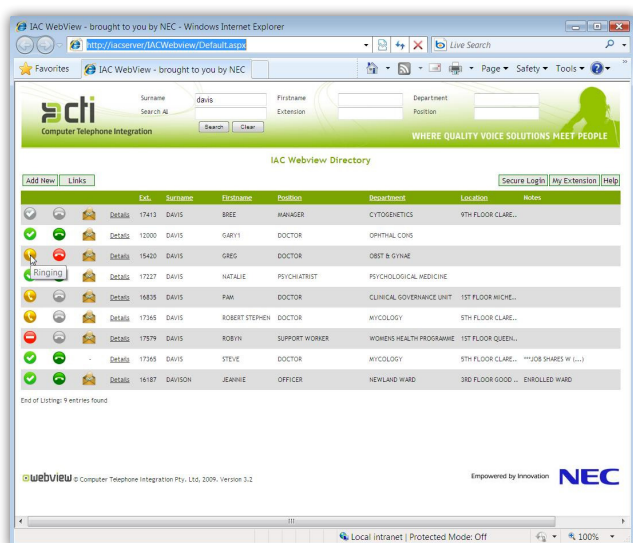 IAC WebView - brought to you by NEC - Windows Internet Explorer
http://iacserver/IACWebview/Default.aspx
Live Search
Favorites IAC WebView - brought to you by NEC Page Safety Tools
cti
Computer Telephone Integration
Surname davis Firstname Department
Search All Extension Position
Search Clear
WHERE QUALITY VOICE SOLUTIONS MEET PEOPLE
IAC Webview Directory
Add New Links Secure Login My Extension Help
Ext. Surname Firstname Position Department Location Notes
Details 17413 DAVIS BREE MANAGER CYTOGENETICS 9TH FLOOR CLARE...
Details 12000 DAVIS GARY1 DOCTOR OPHTHAL CONS
Details 15420 DAVIS GREG DOCTOR OBST & GYNAE
Ringing
Details 17227 DAVIS NATALIE PSYCHIATRIST PSYCHOLOGICAL MEDICINE
Details 16835 DAVIS PAM DOCTOR CLINICAL GOVERNANCE UNIT 1ST FLOOR MICHE...
Details 17365 DAVIS ROBERT STEPHEN DOCTOR MYCOLOGY 5TH FLOOR CLARE...
Details 17579 DAVIS ROBYN SUPPORT WORKER WOMENS HEALTH PROGRAMME 1ST FLOOR QUEEN...
- Details 17365 DAVIS STEVE DOCTOR MYCOLOGY 5TH FLOOR CLARE... ***JOB SHARES W (...)
Details 16187 DAVISON JEANNIE OFFICER NEWLAND WARD 3RD FLOOR GOOD ... ENROLLED WARD
End of Listing: 9 entries found
webview © Computer Telephone Integration Pty. Ltd, 2009. Version 3.2
Empowered by Innovation NEC
Local intranet | Protected Mode: Off 100%